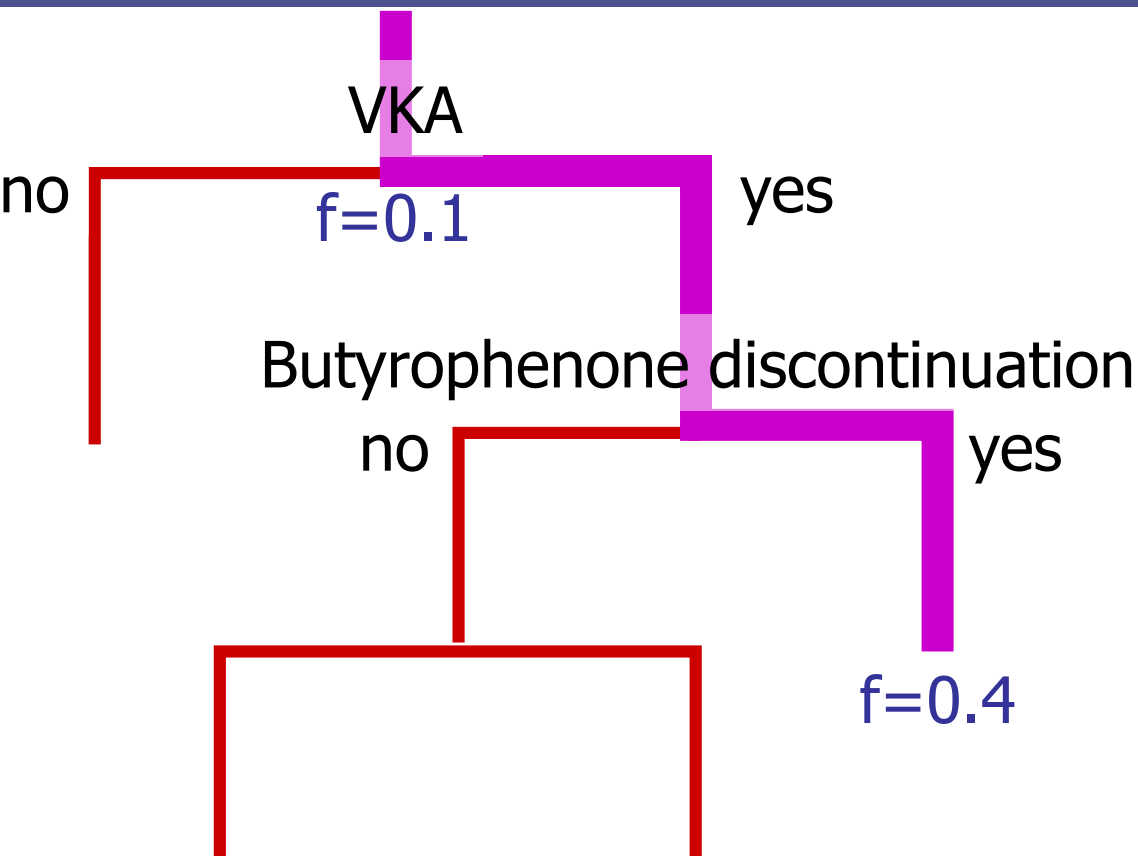 VKA
no
yes
f=0.1
Butyrophenone discontinuation
no
yes
f=0.4